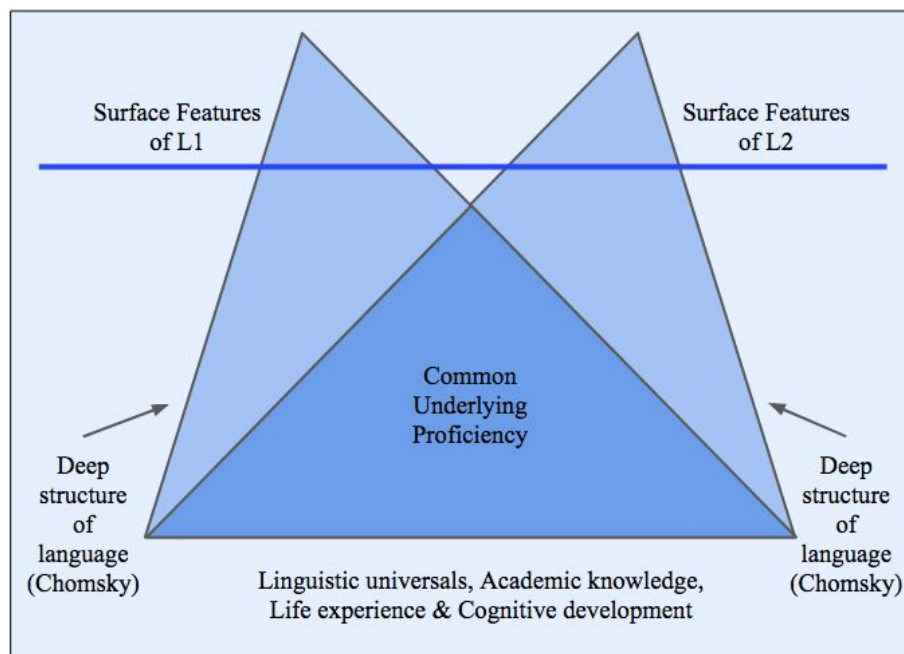 Surface Features
of L1
Surface Features
of L2
Common
Underlying
Proficiency
Deep
structure
of
language
(Chomsky)
Deep
structure
of
language
(Chomsky)
Linguistic universals, Academic knowledge,
Life experience & Cognitive development